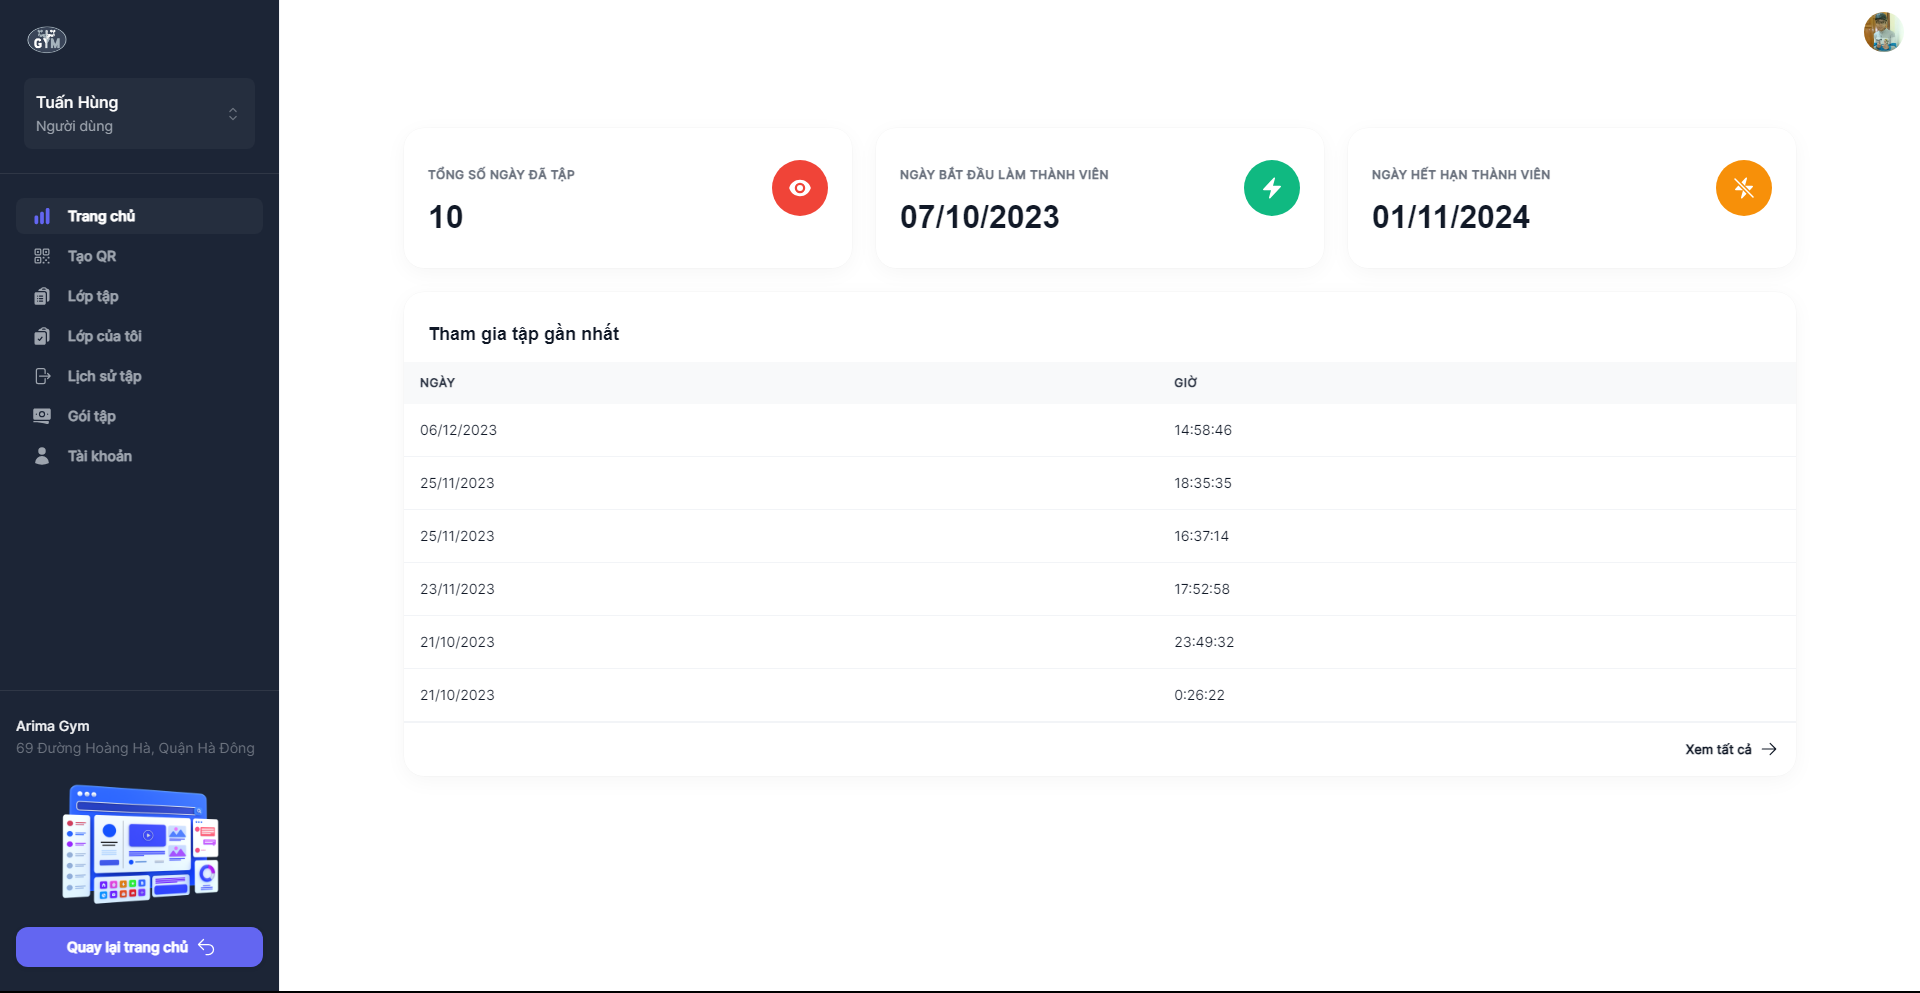 GYM
Tuấn Hùng
Người dùng
Trang chủ
Tạo QR
Lớp tập
Lớp của tôi
Lịch sử tập
Gói tập
Tài khoản
Arima Gym
69 Đường Hoàng Hà, Quận Hà Đông
Quay lại trang chủ
TỔNG SỐ NGÀY ĐÃ TẬP
10
NGÀY BẮT ĐẦU LÀM THÀNH VIÊN
07/10/2023
NGÀY HẾT HẠN THÀNH VIÊN
01/11/2024
Tham gia tập gần nhất
NGÀY GIỜ
06/12/2023 14:58:46
25/11/2023 18:35:35
25/11/2023 16:37:14
23/11/2023 17:52:58
21/10/2023 23:49:32
21/10/2023 0:26:22
Xem tất cả